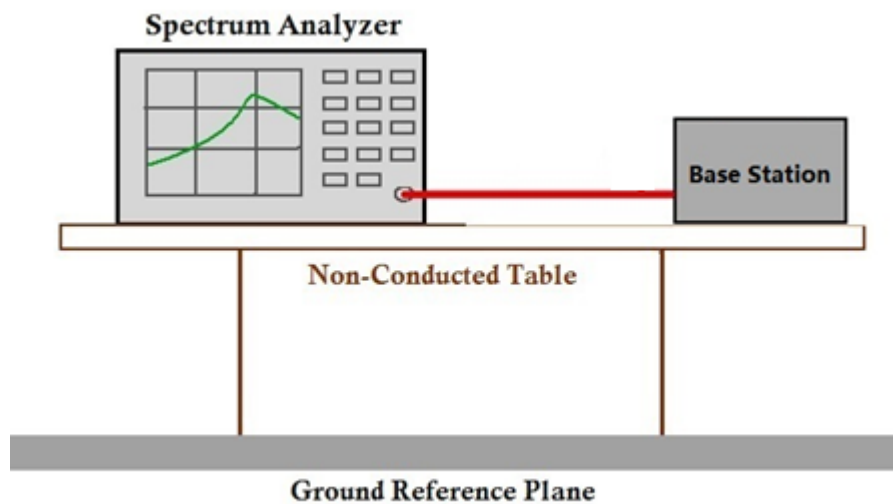 Spectrum Analyzer
Base Station
Non-Conducted Table
Ground Reference Plane